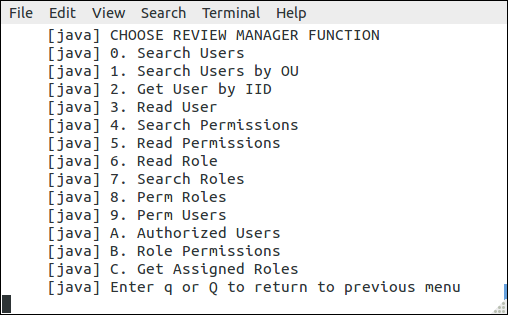 File Edit View Search Terminal Help
[java] CHOOSE REVIEW MANAGER FUNCTION
[java] 0. Search Users
[java] 1. Search Users by OU
[java] 2. Get User by IID
[java] 3. Read User
[java] 4. Search Permissions
[java] 5. Read Permissions
[java] 6. Read Role
[java] 7. Search Roles
[java] 8. Perm Roles
[java] 9. Perm Users
[java] A. Authorized Users
[java] B. Role Permissions
[java] C. Get Assigned Roles
[java] Enter q or Q to return to previous menu